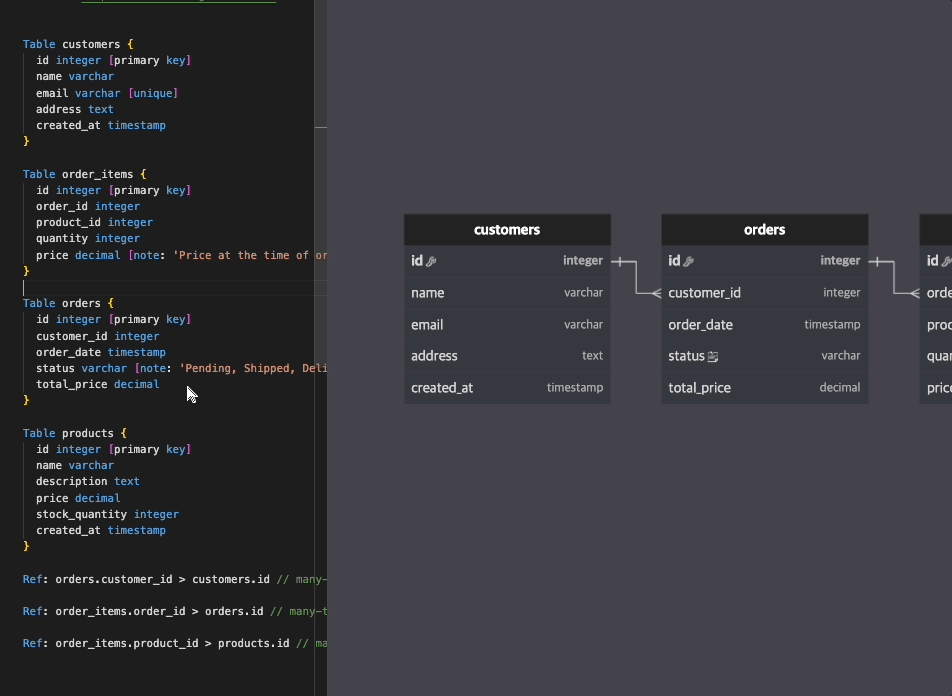 Table customers {
id integer [primary key]
name varchar
email varchar [unique]
address text
created_at timestamp
}
Table order_items {
id integer [primary key]
order_id integer
product_id integer
quantity integer
price decimal [note: 'Price at the time of or
}
Table orders {
id integer [primary key]
customer_id integer
order_date timestamp
status varchar [note: 'Pending, Shipped, Deli
total_price decimal
}
Table products {
id integer [primary key]
name varchar
description text
price decimal
stock_quantity integer
created_at timestamp
}
Ref: orders.customer_id > customers.id // many-
Ref: order_items.order_id > orders.id // many-t
Ref: order_items.product_id > products.id // ma
customers
id integer
name varchar
email varchar
address text
created_at timestamp
orders
id integer
customer_id integer
order_date timestamp
status varchar
total_price decimal
id
orde
prod
quan
price